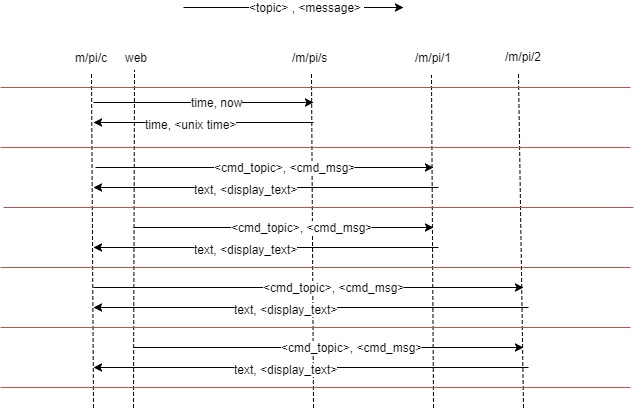 <topic> , <message>
m/pi/c web /m/pi/s /m/pi/1 /m/pi/2
time, now
time, <unix time>
<cmd_topic>, <cmd_msg>
text, <display_text>
<cmd_topic>, <cmd_msg>
text, <display_text>
<cmd_topic>, <cmd_msg>
text, <display_text>
<cmd_topic>, <cmd_msg>
text, <display_text>